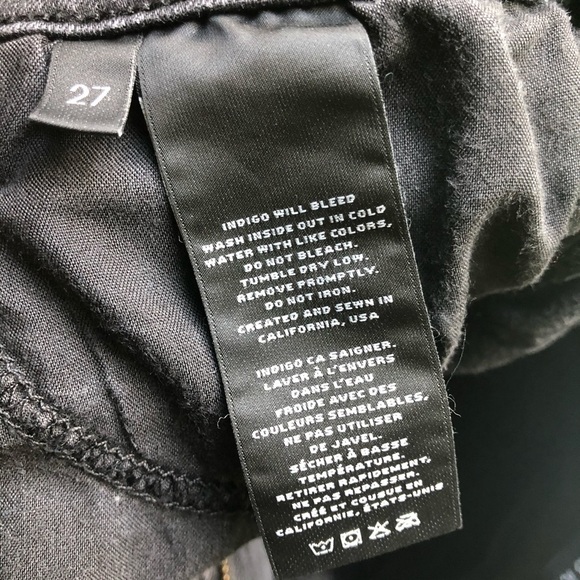 27
INDIGO WILL BLEED
WASH INSIDE OUT IN COLD
WATER WITH LIKE COLORS,
DO NOT BLEACH.
TUMBLE DRY LOW.
REMOVE PROMPTLY.
DO NOT IRON.
CREATED AND SEWN IN
CALIFORNIA, USA
INDIGO CA SAIGNER.
LAVER À L'ENVERS
DANS L'EAU
FROIDE AVEC DES
COULEURS SEMBLABLES,
NE PAS UTILISER
DE JAVEL.
SÉCHER À BASSE
TEMPÉRATURE.
RETIRER RAPIDEMENT.
NE PAS REPASSER.
CRÉÉ ET COUSUE EN
CALIFORNIE, ÉTATS-UNIS